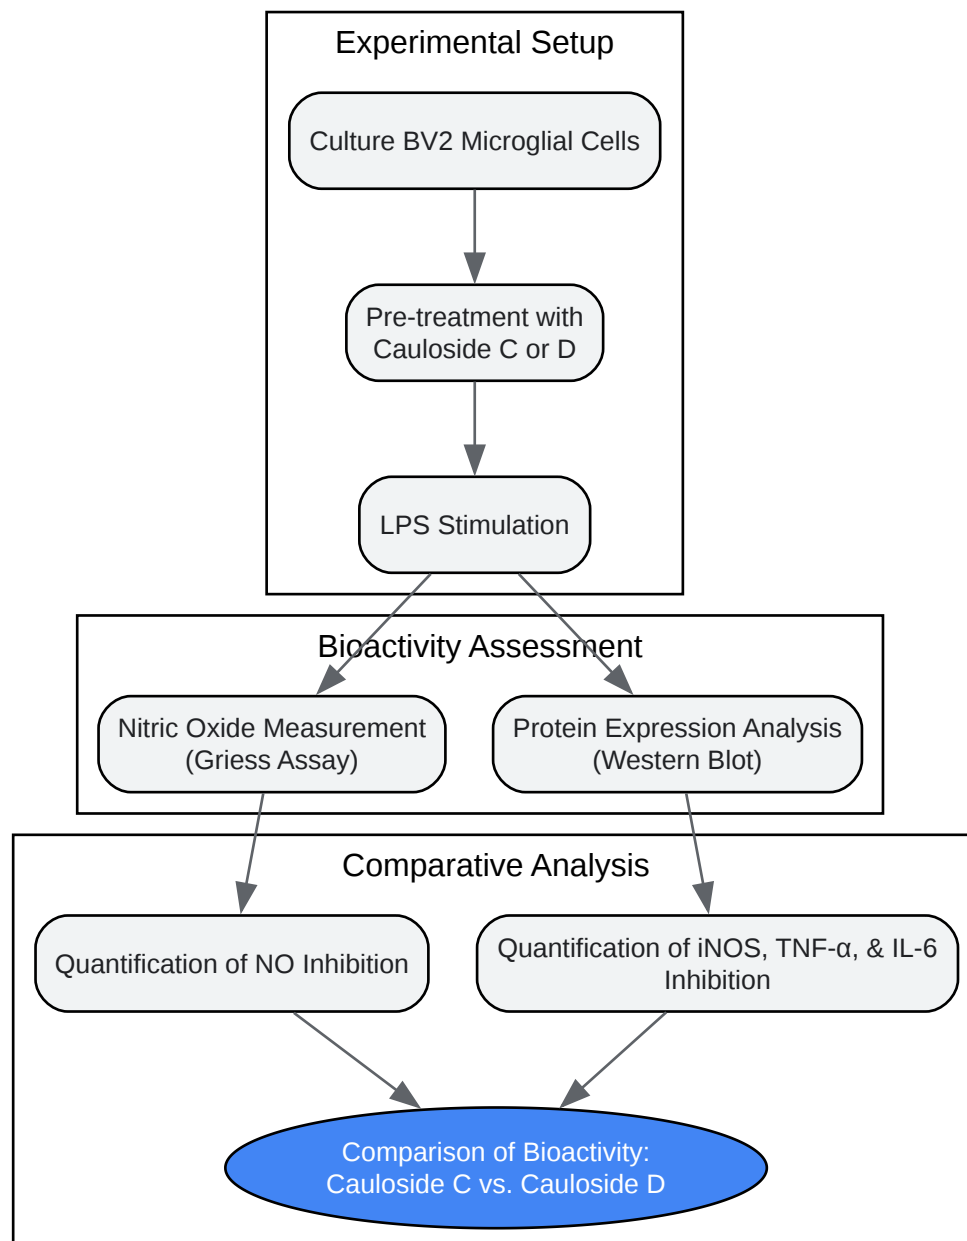 Experimental Setup
Culture BV2 Microglial Cells
Pre-treatment with
Cauloside C or D
LPS Stimulation
Bioactivity Assessment
Nitric Oxide Measurement
(Griess Assay)
Protein Expression Analysis
(Western Blot)
Comparative Analysis
Quantification of NO Inhibition
Quantification of iNOS, TNF-α, & IL-6
Inhibition
Comparison of Bioactivity:
Cauloside C vs. Cauloside D